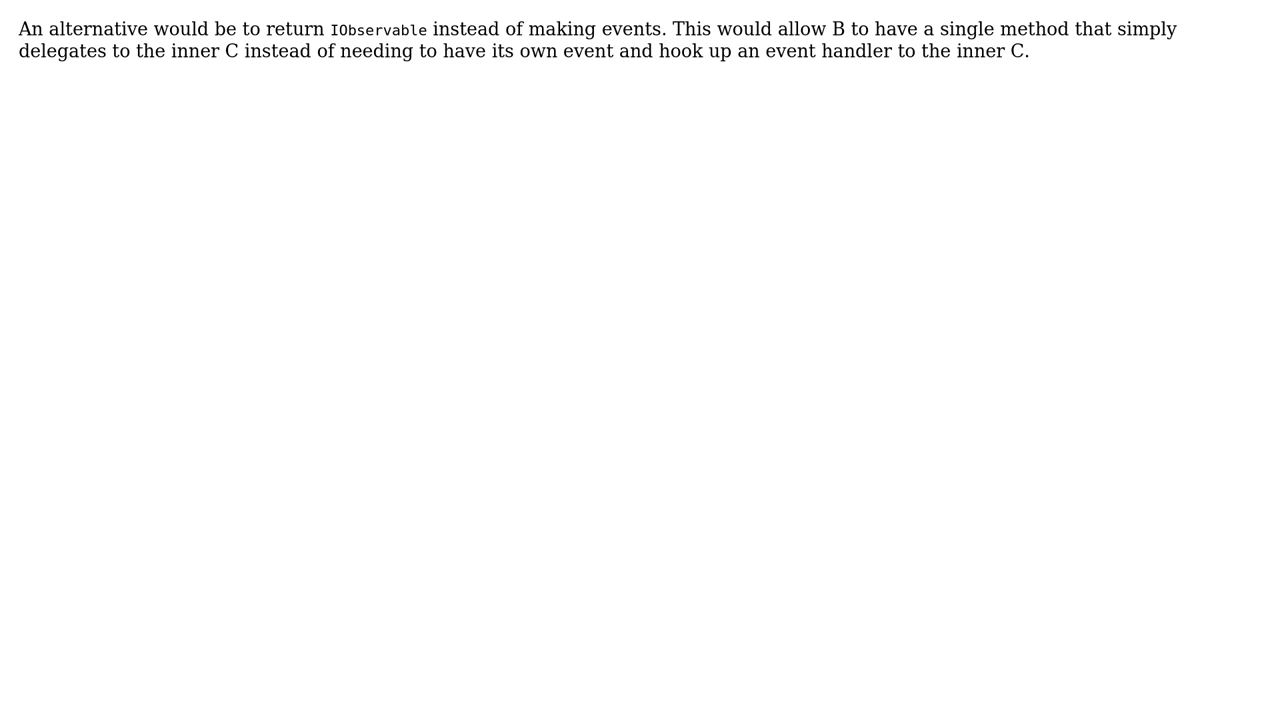 An alternative would be to return IObservable instead of making events. This would allow B to have a single method that simply
delegates to the inner C instead of needing to have its own event and hook up an event handler to the inner C.